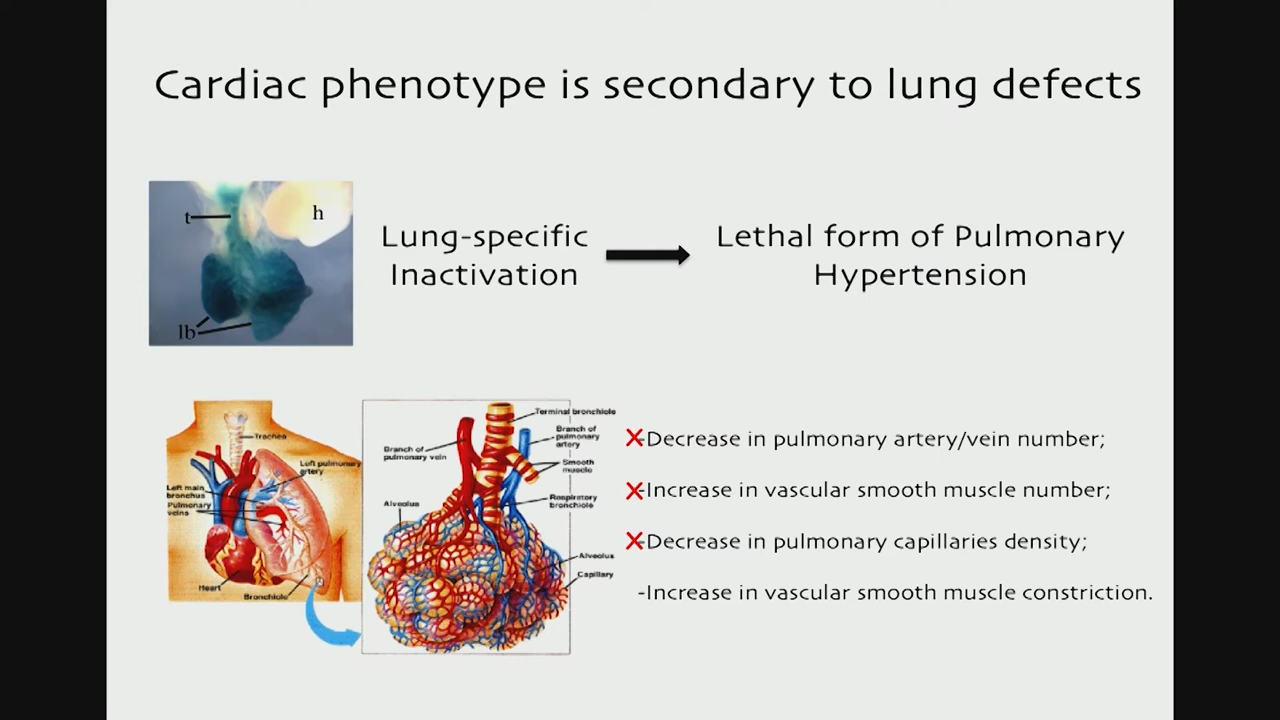 Cardiac phenotype is secondary to lung defects
t
h
lb
Lung-specific
Inactivation
Lethal form of Pulmonary
Hypertension
Trachea
Left pulmonary
artery
Left main
bronchus
Pulmonary
veins
Heart
Bronchiole
Terminal bronchiole
Branch of
pulmonary
artery
Branch of
pulmonary vein
Smooth
muscle
Respiratory
bronchiole
Alveolus
Alveolus
Capillary
-Decrease in pulmonary artery/vein number;
-Increase in vascular smooth muscle number;
-Decrease in pulmonary capillaries density;
-Increase in vascular smooth muscle constriction.